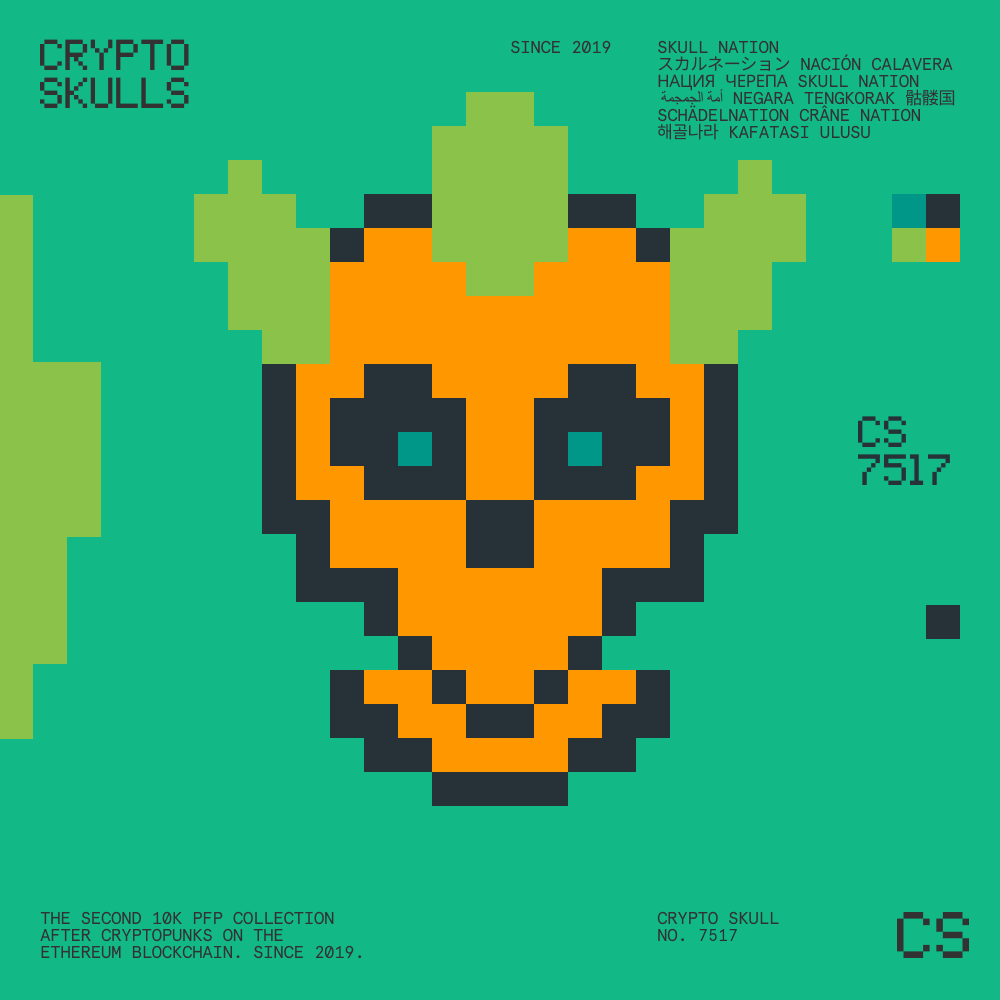 CRYPTO
SKULLS
SINCE 2019
SKULL NATION
スカルネーション NACIÓN CALAVERA
НАЦИЯ ЧЕРЕПА SKULL NATION
أمة الجمجمة NEGARA TENGKORAK 骷髏国
SCHÄDELNATION CRÂNE NATION
해골나라 KAFATASI ULUSU
CS
7517
THE SECOND 10K PFP COLLECTION
AFTER CRYPTOPUNKS ON THE
ETHEREUM BLOCKCHAIN. SINCE 2019.
CRYPTO SKULL
NO. 7517
CS